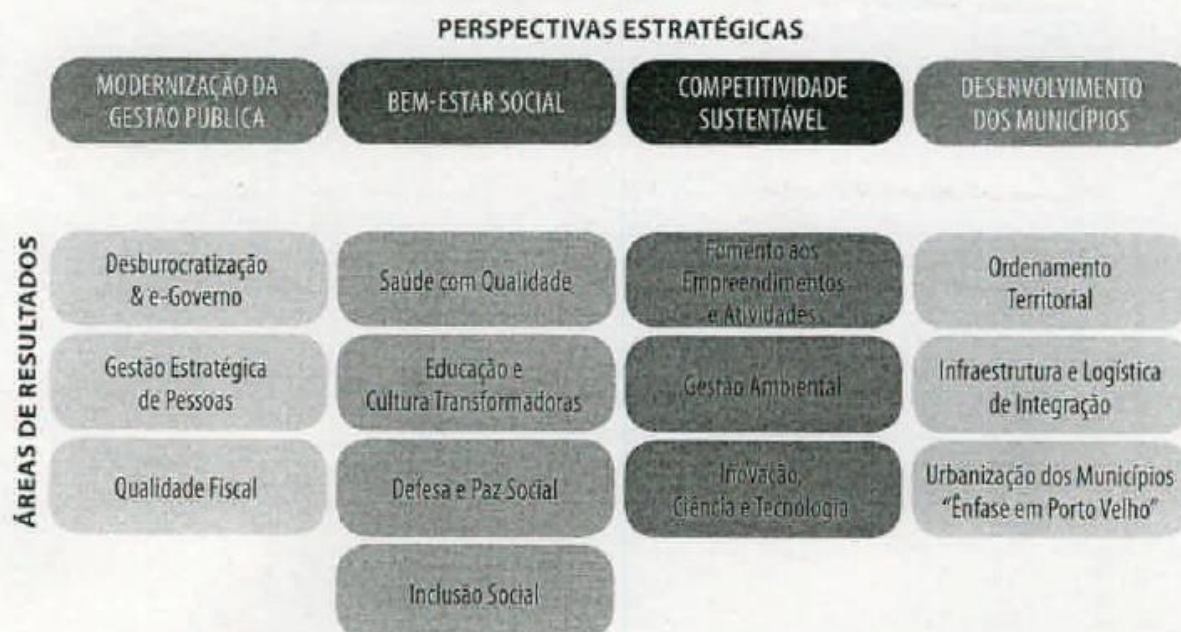 PERSPECTIVAS ESTRATÉGICAS
MODERNIZAÇÃO DA
GESTÃO PÚBLICA
BEM-ESTAR SOCIAL
COMPETITIVIDADE
SUSTENTÁVEL
DESENVOLVIMENTO
DOS MUNICÍPIOS
ÁREAS DE RESULTADOS
Desburocratização
& e-Governo
Saúde com Qualidade
Fomento aos
Empreendimentos
e Atividades
Ordenamento
Territorial
Gestão Estratégica
de Pessoas
Educação e
Cultura Transformadoras
Gestão Ambiental
Infraestrutura e Logística
de Integração
Qualidade Fiscal
Defesa e Paz Social
Inovação,
Ciência e Tecnologia
Urbanização dos Municípios
"Ênfase em Porto Velho"
Inclusão Social